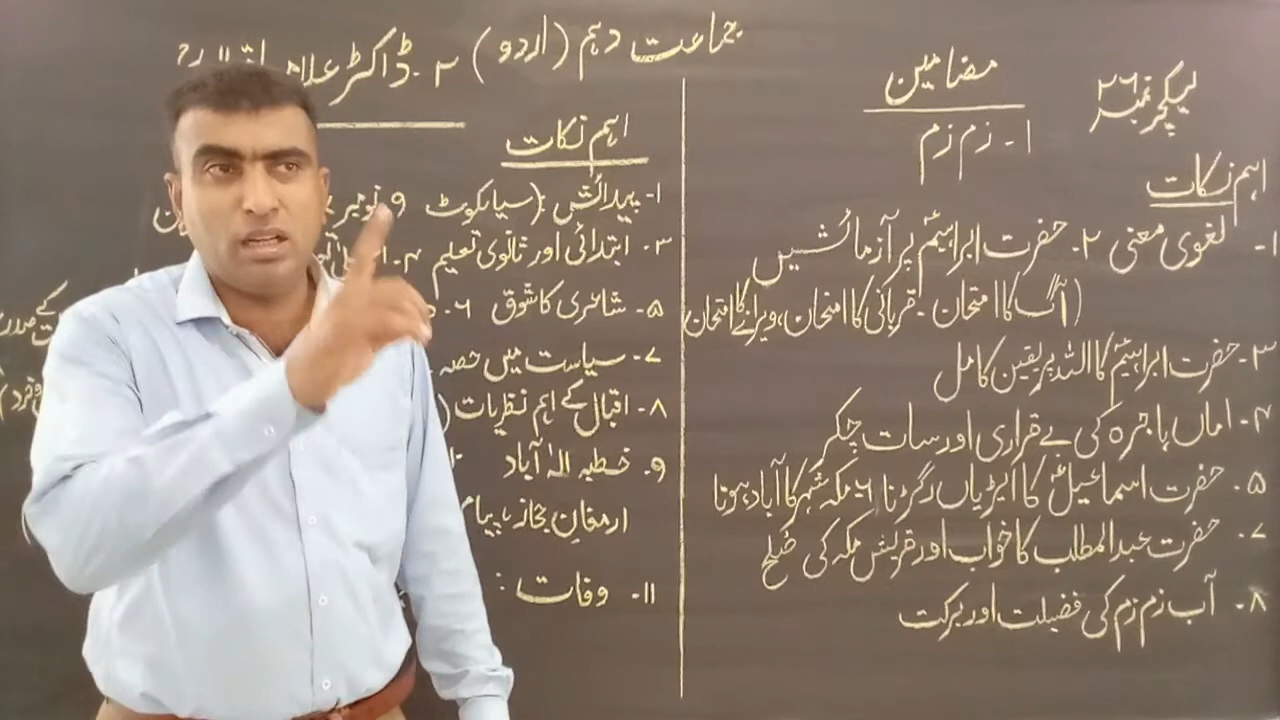 جماعت دہم (اردو)
لیکچر نمبر ۲۶
مضامین
۱۔ زم زم
اہم نکات
۱۔ لغوی معنی ۲۔ حضرت ابراہیمؑ پر آزمائشیں
(آگ کا امتحان ۔ قربانی کا امتحان، ویرانے کا امتحان)
۳۔ حضرت ابراہیمؑ کا اللہ پر یقین کامل
۴۔ اماں ہاجرہ کی بے قراری اور سات چکر
۵۔ حضرت اسماعیلؑ کا ایڑیاں رگڑنا ۶۔ مکہ شہر کا آباد ہونا
۷۔ حضرت عبدالمطلب کا خواب اور قریش مکہ کی صلح
۸۔ آب زم زم کی فضیلت اور برکت
۲۔ ڈاکٹر علامہ
اہم نکات
۱۔ پیدائش: (سیالکوٹ ۹ نومبر
۳۔ ابتدائی اور ثانوی تعلیم ۴۔
۵۔ شاعری کا شوق ۶۔
۷۔ سیاست میں حصہ
۸۔ اقبال کے اہم نظریات (
۹۔ خطبہ الہٰ آباد
ارمغانِ حجاز، پیام
۱۱۔ وفات :